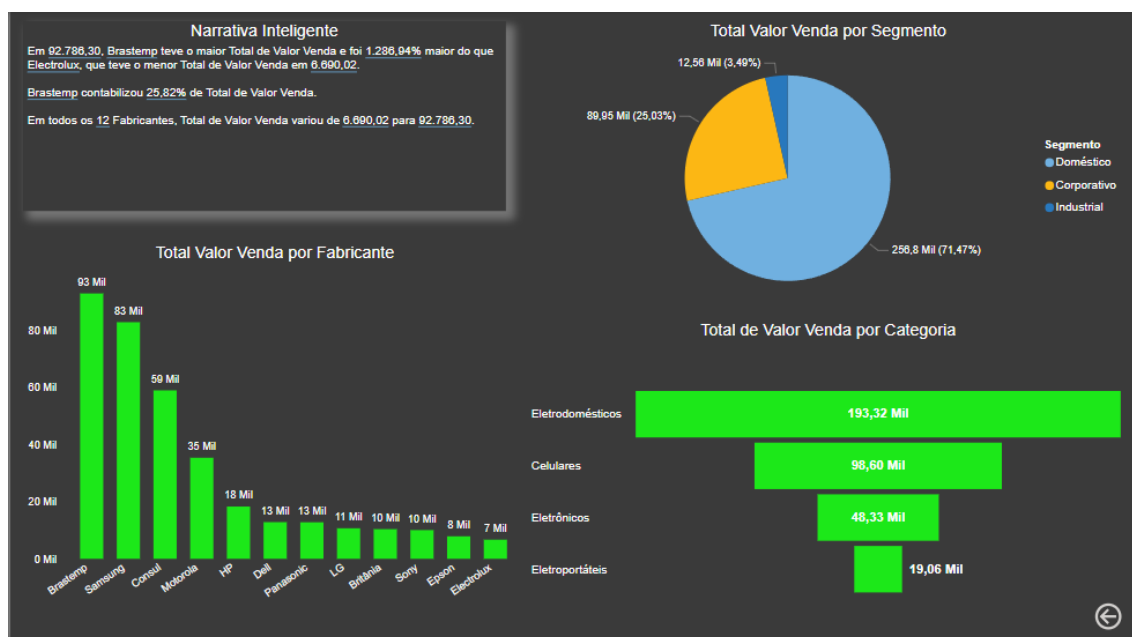 Narrativa Inteligente
Em 92.786,30, Brastemp teve o maior Total de Valor Venda e foi 1.286,94% maior do que
Electrolux, que teve o menor Total de Valor Venda em 6.690,02.
Brastemp contabilizou 25,82% de Total de Valor Venda.
Em todos os 12 Fabricantes, Total de Valor Venda variou de 6.690,02 para 92.786,30.
Total Valor Venda por Segmento
12,56 Mil (3,49%)
89,95 Mil (25,03%)
256,8 Mil (71,47%)
Segmento
Doméstico
Corporativo
Industrial
Total Valor Venda por Fabricante
93 Mil
83 Mil
59 Mil
35 Mil
18 Mil
13 Mil
13 Mil
11 Mil
10 Mil
10 Mil
8 Mil
7 Mil
80 Mil
60 Mil
40 Mil
20 Mil
0 Mil
Brastemp
Samsung
Consul
Motorola
HP
Dell
Panasonic
LG
Britânia
Sony
Epson
Electrolux
Total de Valor Venda por Categoria
Eletrodomésticos
193,32 Mil
Celulares
98,60 Mil
Eletrônicos
48,33 Mil
Eletroportáteis
19,06 Mil